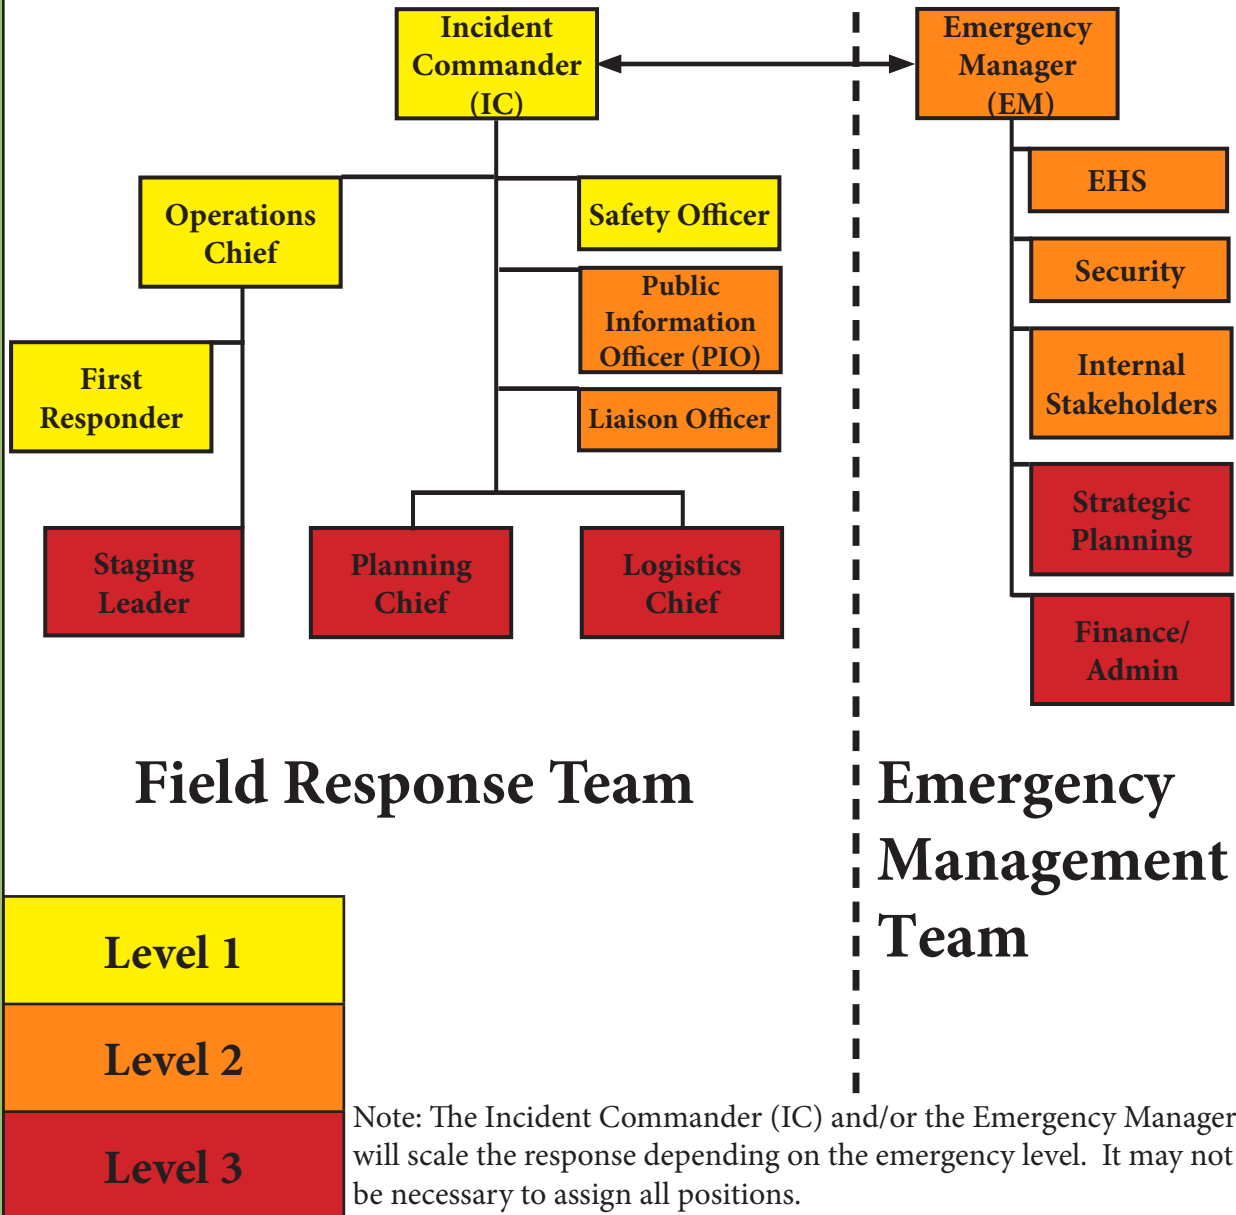 Incident
Commander
(IC)
Emergency
Manager
(EM)
Operations
Chief
Safety Officer
Public
Information
Officer (PIO)
Liaison Officer
First
Responder
Staging
Leader
Planning
Chief
Logistics
Chief
EHS
Security
Internal
Stakeholders
Strategic
Planning
Finance/
Admin
Field Response Team
Emergency
Management
Team
Level 1
Level 2
Level 3
Note: The Incident Commander (IC) and/or the Emergency Manager
will scale the response depending on the emergency level.  It may not
be necessary to assign all positions.